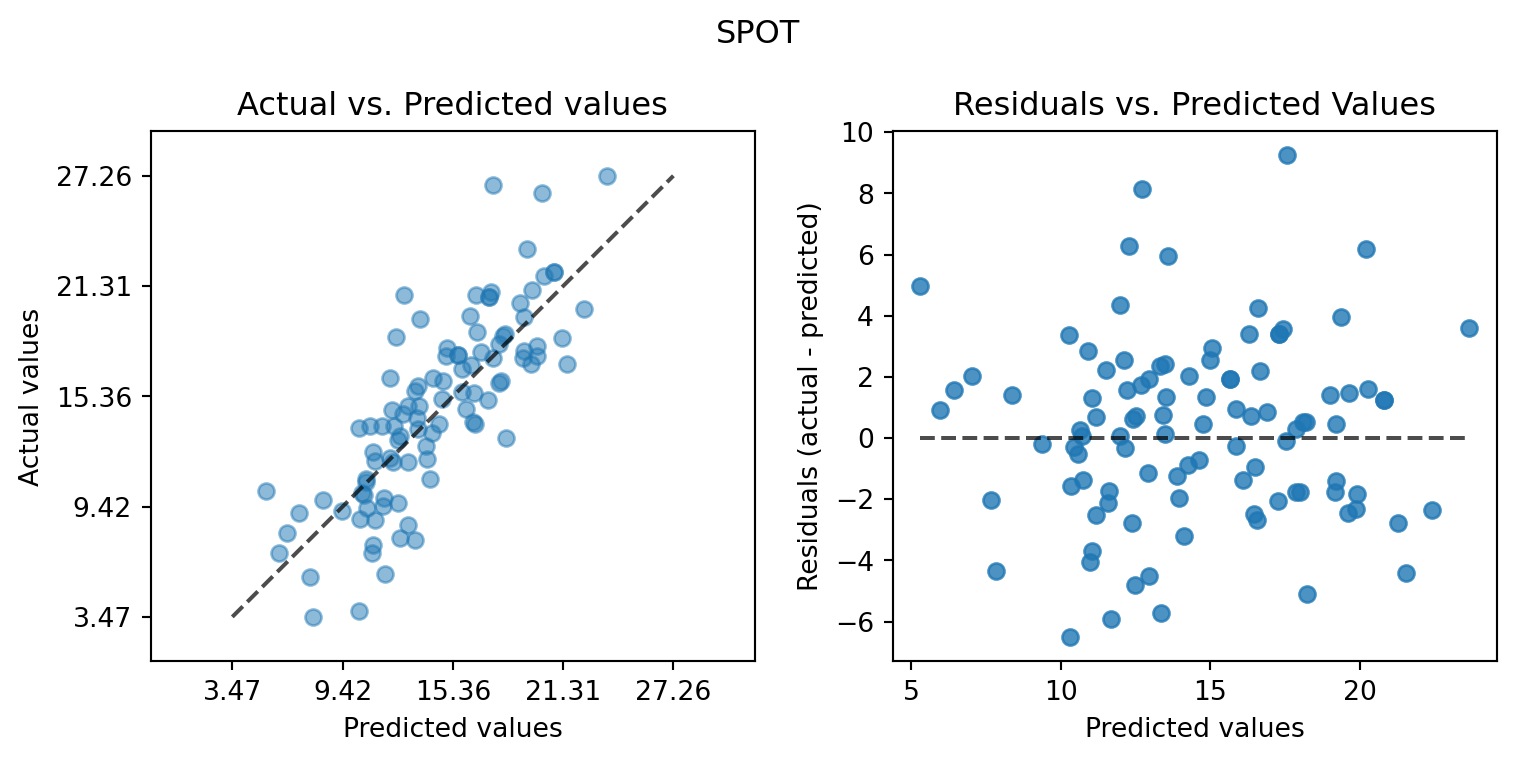 SPOT
Actual vs. Predicted values
Actual values
27.26
21.31
15.36
9.42
3.47
3.47 9.42 15.36 21.31 27.26
Predicted values
Residuals vs. Predicted Values
Residuals (actual - predicted)
10
8
6
4
2
0
−2
−4
−6
5 10 15 20
Predicted values